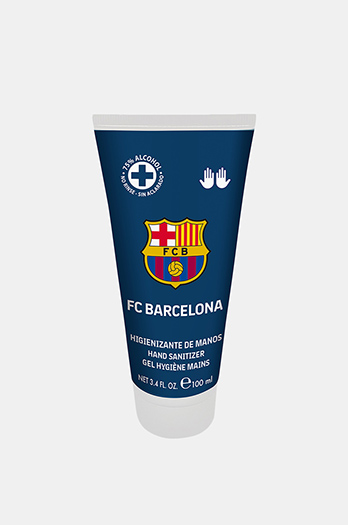 75% ALCOHOL
NO RINSE - SIN ACLARADO
FCB
FC BARCELONA
HIGIENIZANTE DE MANOS
HAND SANITIZER
GEL HYGIÈNE MAINS
NET 3.4 FL. OZ. ℮100 ml